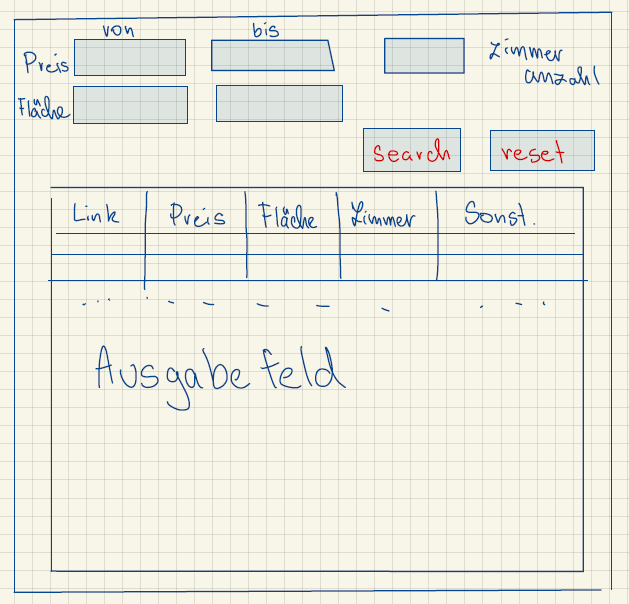 von bis
Preis
Zimmer
anzahl
Fläche
search reset
Link Preis Fläche Zimmer Sonst.
Ausgabefeld